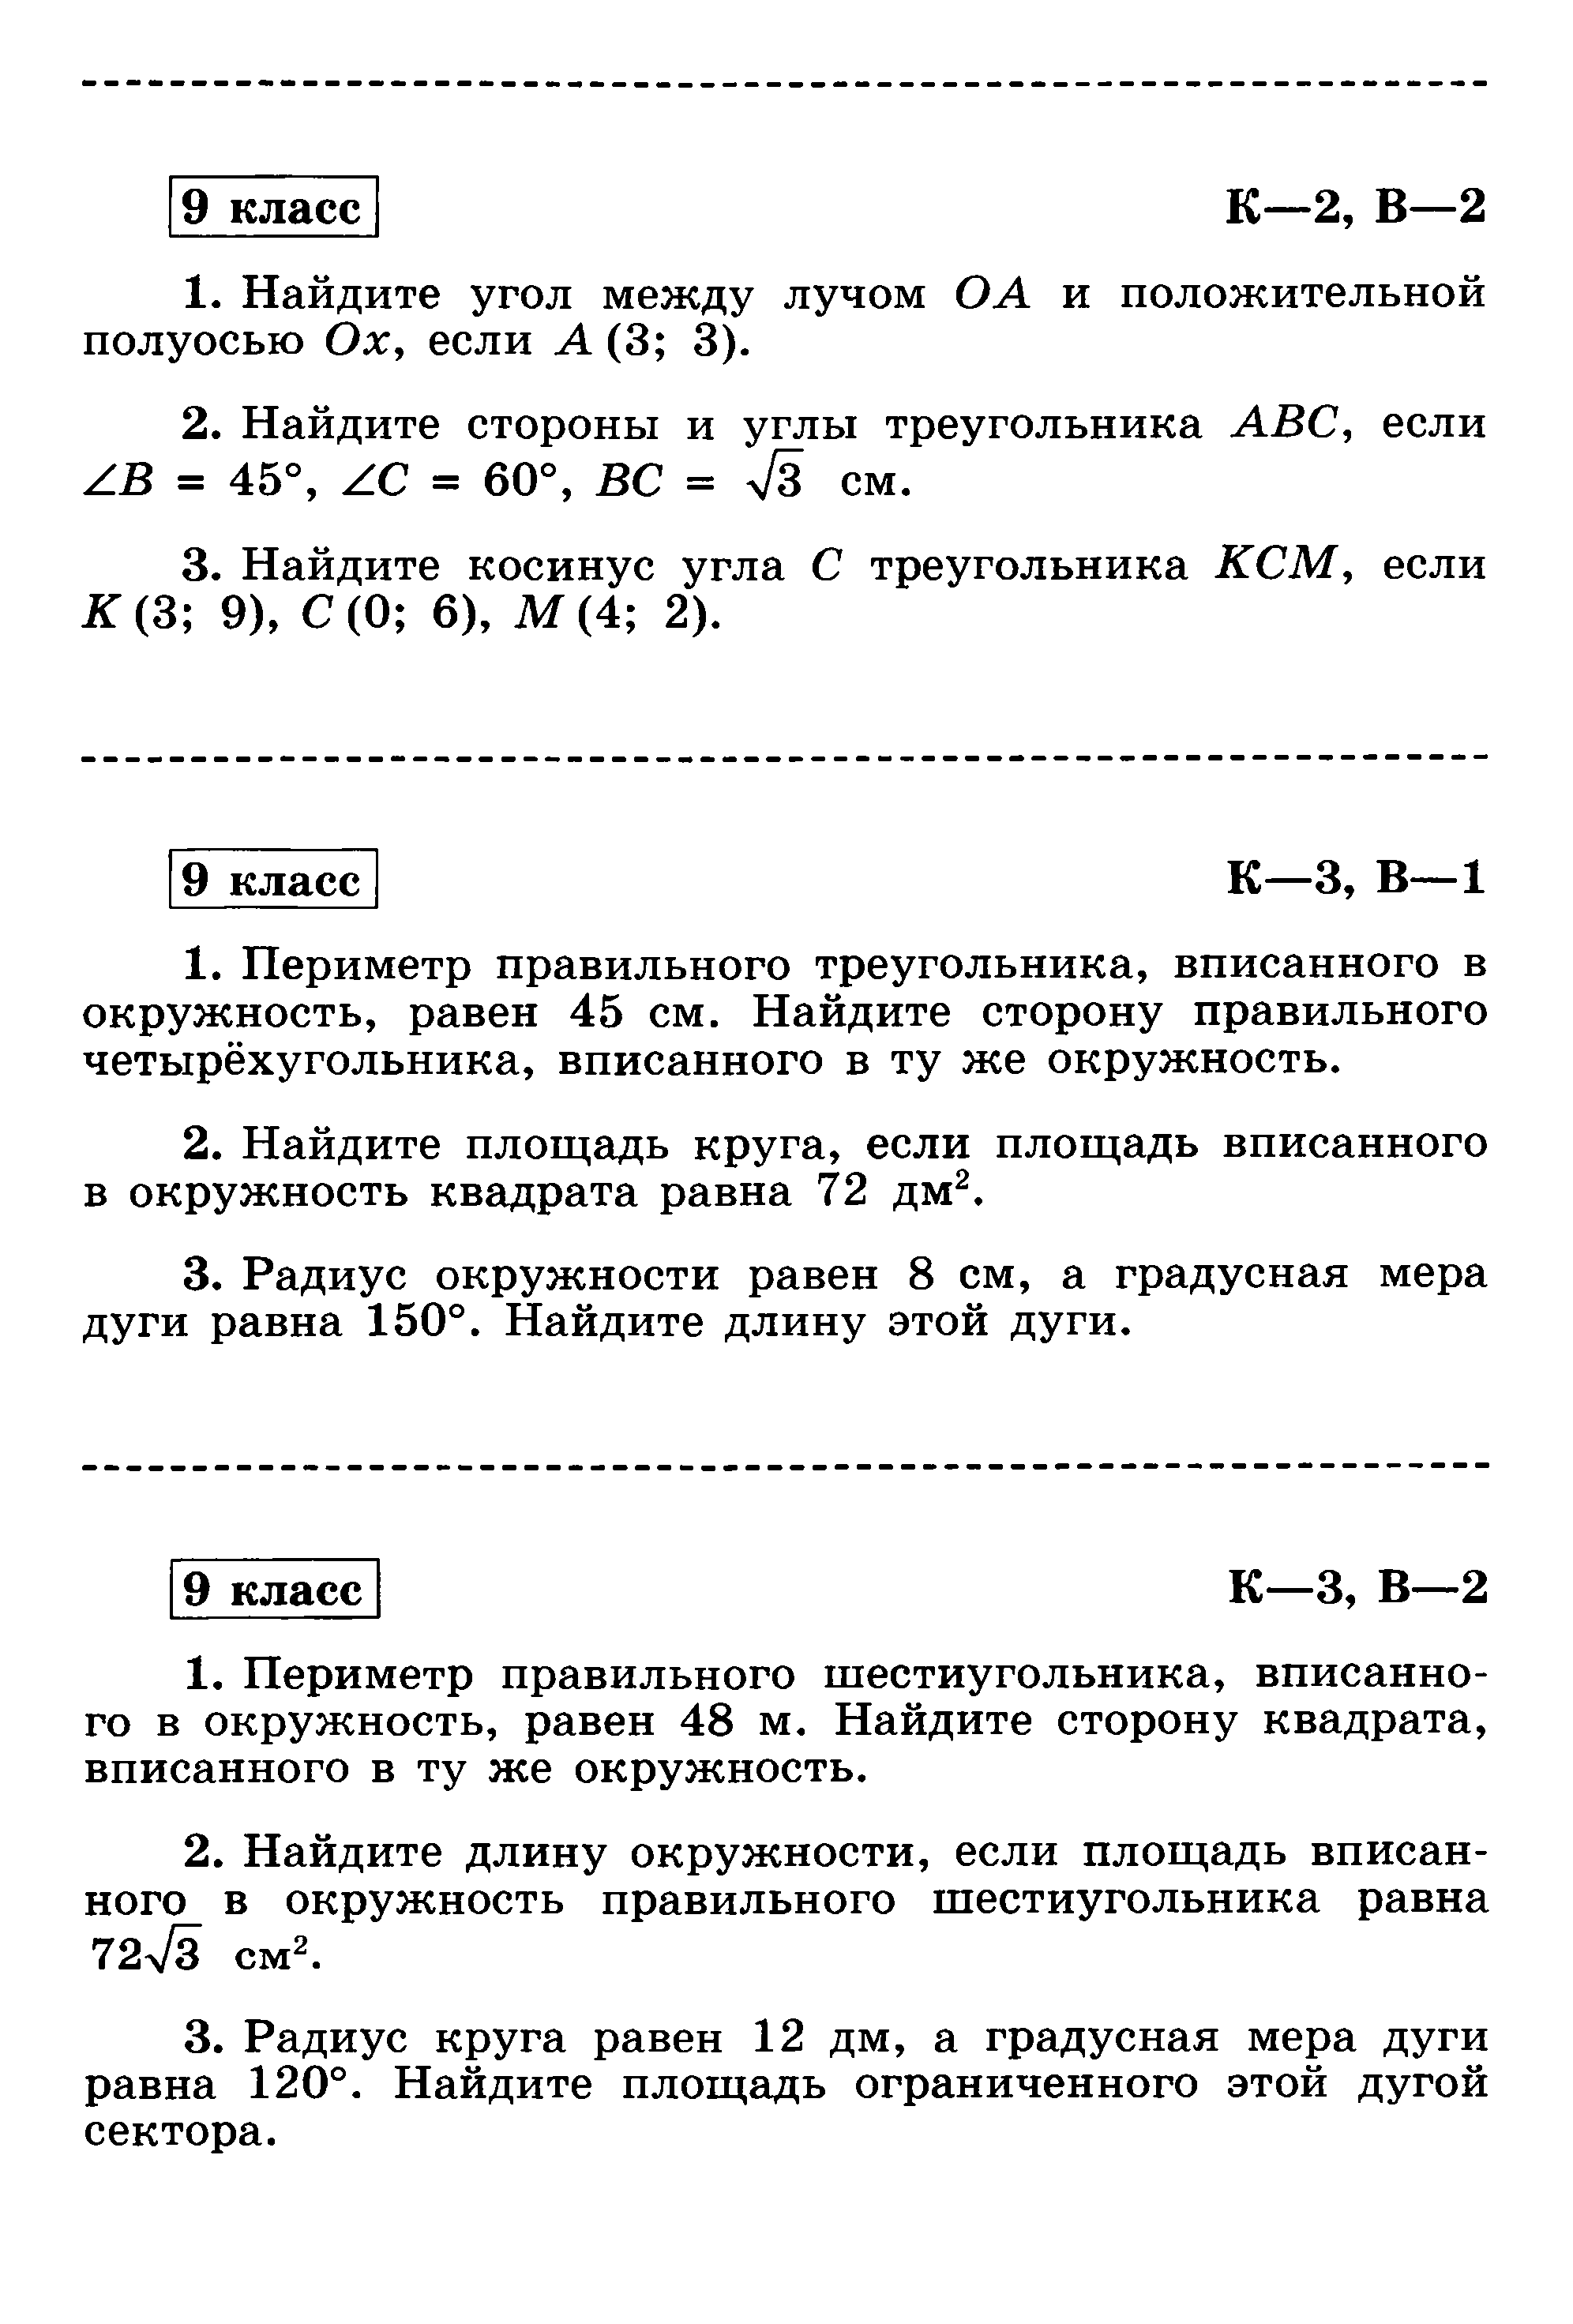 9 класс К—2, В—2
1. Найдите угол между лучом OA и положительной
полуосью Ox, если A (3; 3).
2. Найдите стороны и углы треугольника ABC, если
∠B = 45°, ∠C = 60°, BC = √3 см.
3. Найдите косинус угла C треугольника KCM, если
K (3; 9), C (0; 6), M (4; 2).
9 класс К—3, В—1
1. Периметр правильного треугольника, вписанного в
окружность, равен 45 см. Найдите сторону правильного
четырёхугольника, вписанного в ту же окружность.
2. Найдите площадь круга, если площадь вписанного
в окружность квадрата равна 72 дм².
3. Радиус окружности равен 8 см, а градусная мера
дуги равна 150°. Найдите длину этой дуги.
9 класс К—3, В—2
1. Периметр правильного шестиугольника, вписанно-
го в окружность, равен 48 м. Найдите сторону квадрата,
вписанного в ту же окружность.
2. Найдите длину окружности, если площадь вписан-
ного в окружность правильного шестиугольника равна
72√3 см².
3. Радиус круга равен 12 дм, а градусная мера дуги
равна 120°. Найдите площадь ограниченного этой дугой
сектора.